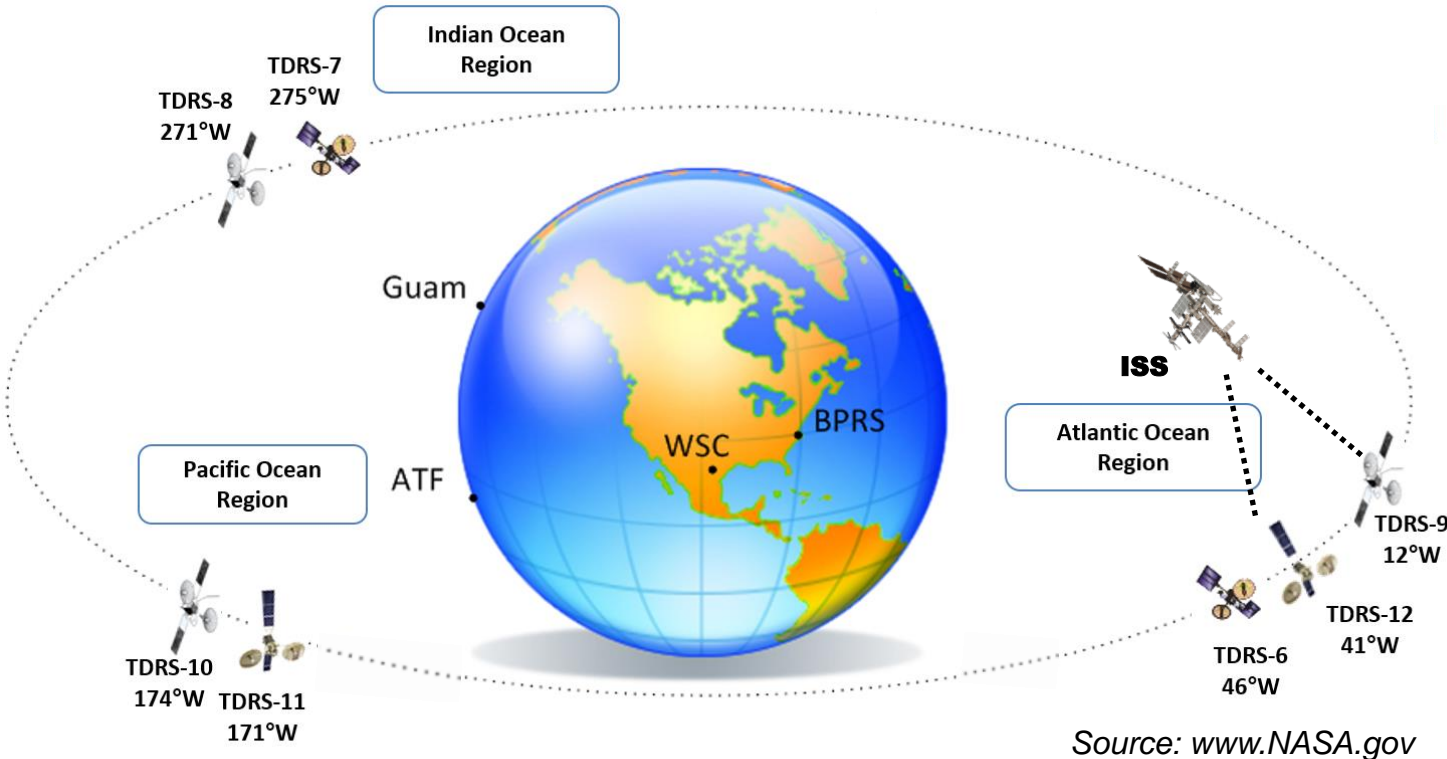 Indian Ocean
Region
TDRS-7
275°W
TDRS-8
271°W
Guam
ISS
BPRS
WSC
ATF
Pacific Ocean
Region
Atlantic Ocean
Region
TDRS-9
12°W
TDRS-12
41°W
TDRS-6
46°W
TDRS-10
174°W
TDRS-11
171°W
Source: www.NASA.gov